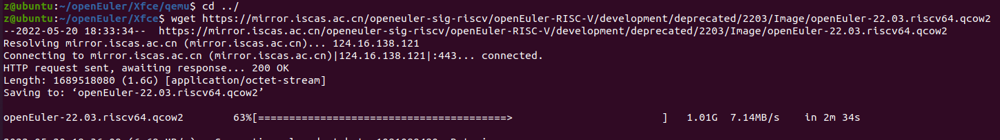 z@ubuntu:~/openEuler/Xfce/qemu$ cd ../
z@ubuntu:~/openEuler/Xfce$ wget https://mirror.iscas.ac.cn/openeuler-sig-riscv/openEuler-RISC-V/development/deprecated/2203/Image/openEuler-22.03.riscv64.qcow2
--2022-05-20 18:33:34--  https://mirror.iscas.ac.cn/openeuler-sig-riscv/openEuler-RISC-V/development/deprecated/2203/Image/openEuler-22.03.riscv64.qcow2
Resolving mirror.iscas.ac.cn (mirror.iscas.ac.cn)... 124.16.138.121
Connecting to mirror.iscas.ac.cn (mirror.iscas.ac.cn)|124.16.138.121|:443... connected.
HTTP request sent, awaiting response... 200 OK
Length: 1689518080 (1.6G) [application/octet-stream]
Saving to: ‘openEuler-22.03.riscv64.qcow2’
openEuler-22.03.riscv64.qcow2        63%[========================================>                        ]   1.01G  7.14MB/s    in 2m 34s